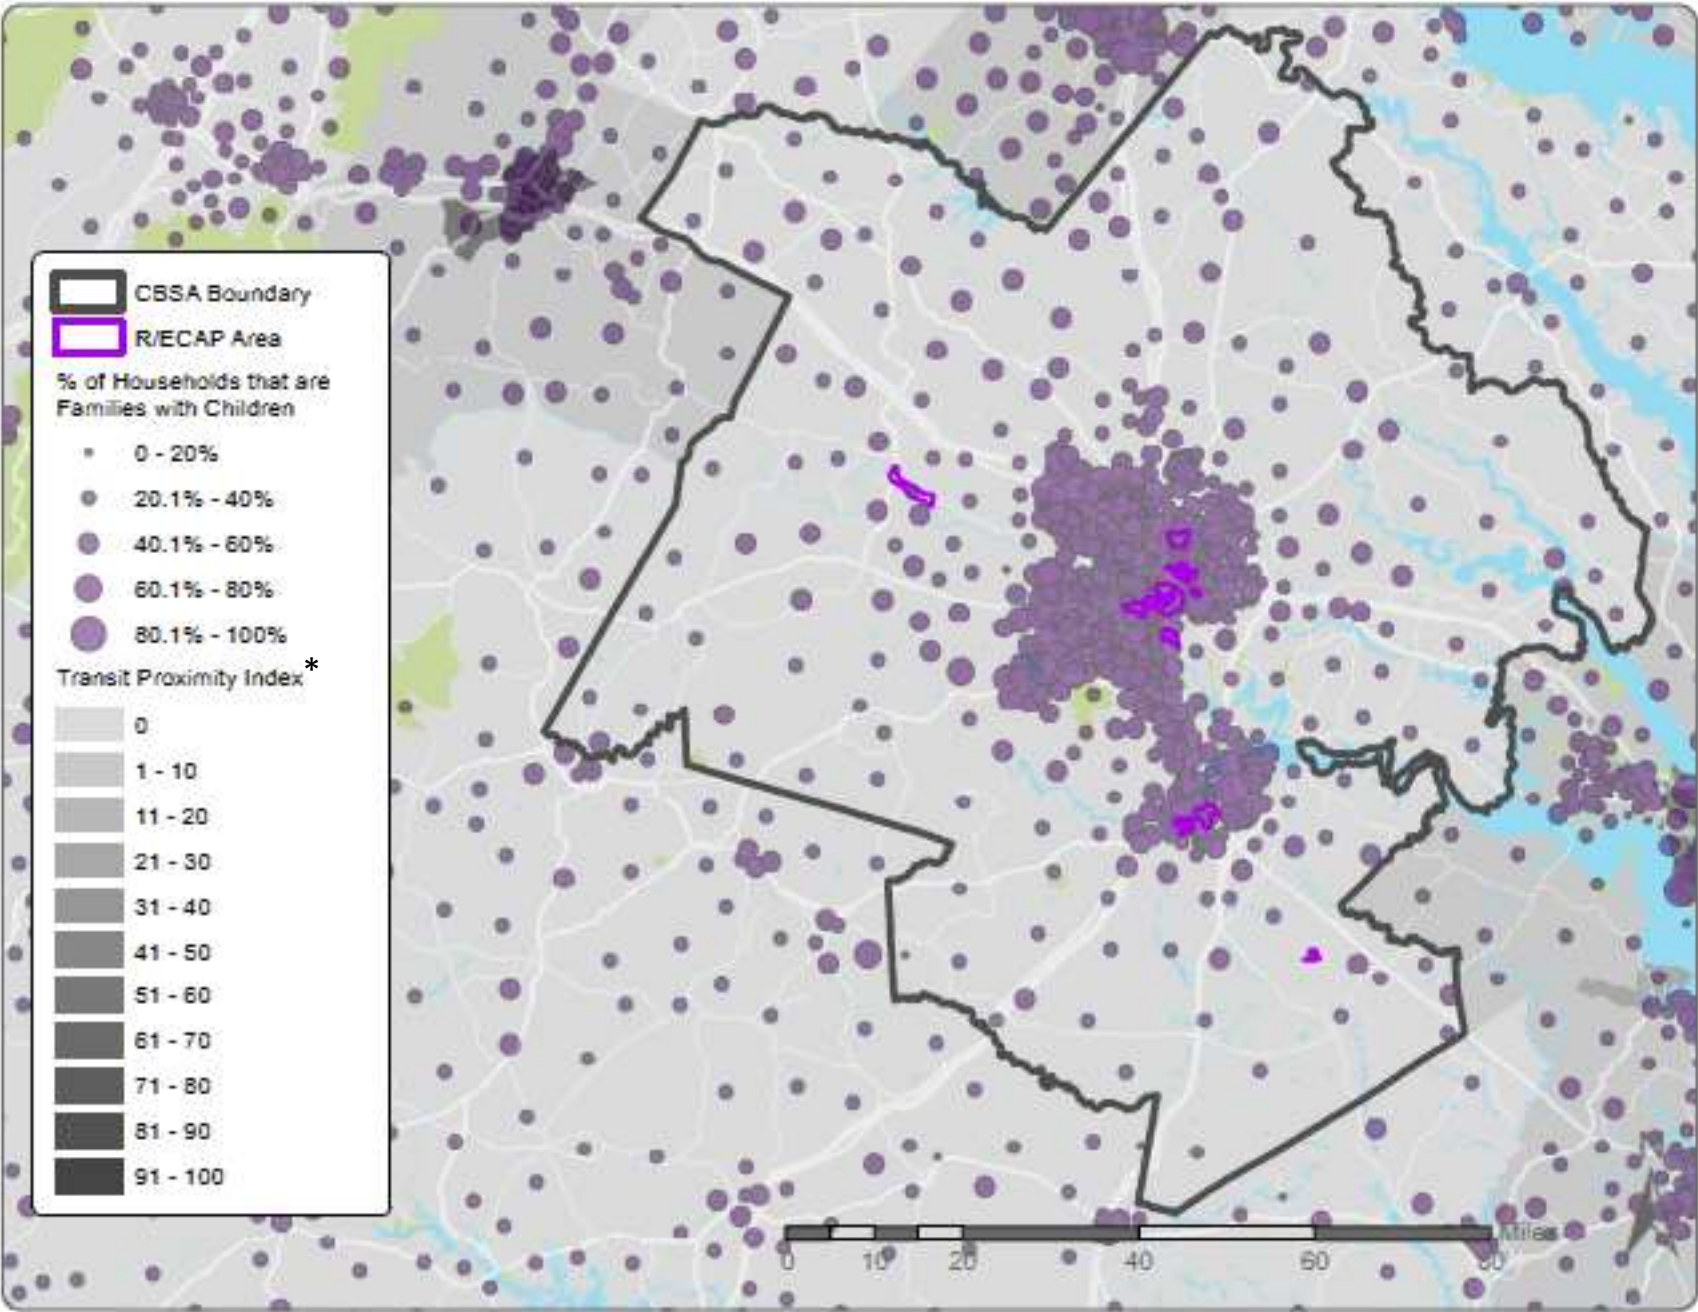 CBSA Boundary
R/ECAP Area
% of Households that are
Families with Children
0 - 20%
20.1% - 40%
40.1% - 60%
60.1% - 80%
80.1% - 100%
Transit Proximity Index*
0
1 - 10
11 - 20
21 - 30
31 - 40
41 - 50
51 - 60
61 - 70
71 - 80
81 - 90
91 - 100
Miles
0 10 20 40 60 80